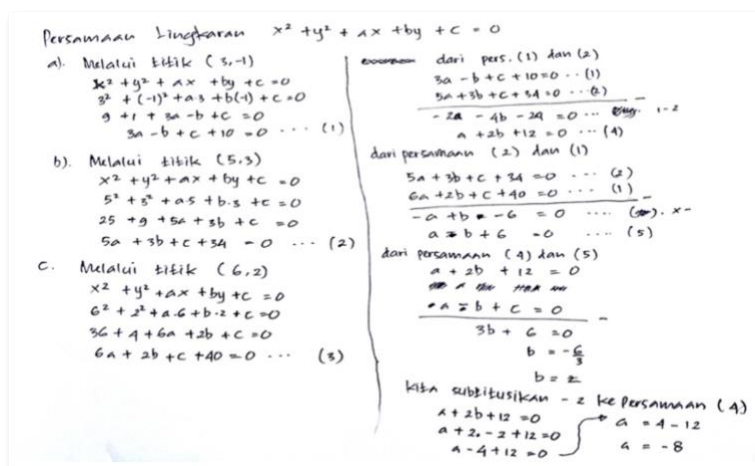 Persamaan Lingkaran x² + y² + ax + by + c = 0
a). Melalui titik (3,-1)
x² + y² + ax + by + c = 0
3² + (-1)² + a3 + b(-1) + c = 0
9 + 1 + 3a - b + c = 0
3a - b + c + 10 = 0 ... (1)
b). Melalui titik (5,3)
x² + y² + ax + by + c = 0
5² + 3² + a5 + b.3 + c = 0
25 + 9 + 5a + 3b + c = 0
5a + 3b + c + 34 = 0 ... (2)
c. Melalui titik (6,2)
x² + y² + ax + by + c = 0
6² + 2² + a.6 + b.2 + c = 0
36 + 4 + 6a + 2b + c = 0
6a + 2b + c + 40 = 0 ... (3)
dari pers. (1) dan (2)
3a - b + c + 10 = 0 .. (1)
5a + 3b + c + 34 = 0 .. (2)
-2a - 4b - 24 = 0 ... 1-2
a + 2b + 12 = 0 ... (4)
dari persamaan (2) dan (1)
5a + 3b + c + 34 = 0 ... (2)
6a + 2b + c + 40 = 0 ... (1)
-a + b - 6 = 0 .... x -
a - b + 6 = 0 .... (5)
dari persamaan (4) dan (5)
a + 2b + 12 = 0
a - b + 6 = 0
3b + 6 = 0
b = -6/3
b = 2
kita subtitusikan - 2 ke persamaan (4)
a + 2b + 12 = 0
a + 2.-2 + 12 = 0
a - 4 + 12 = 0
a = 4 - 12
a = -8